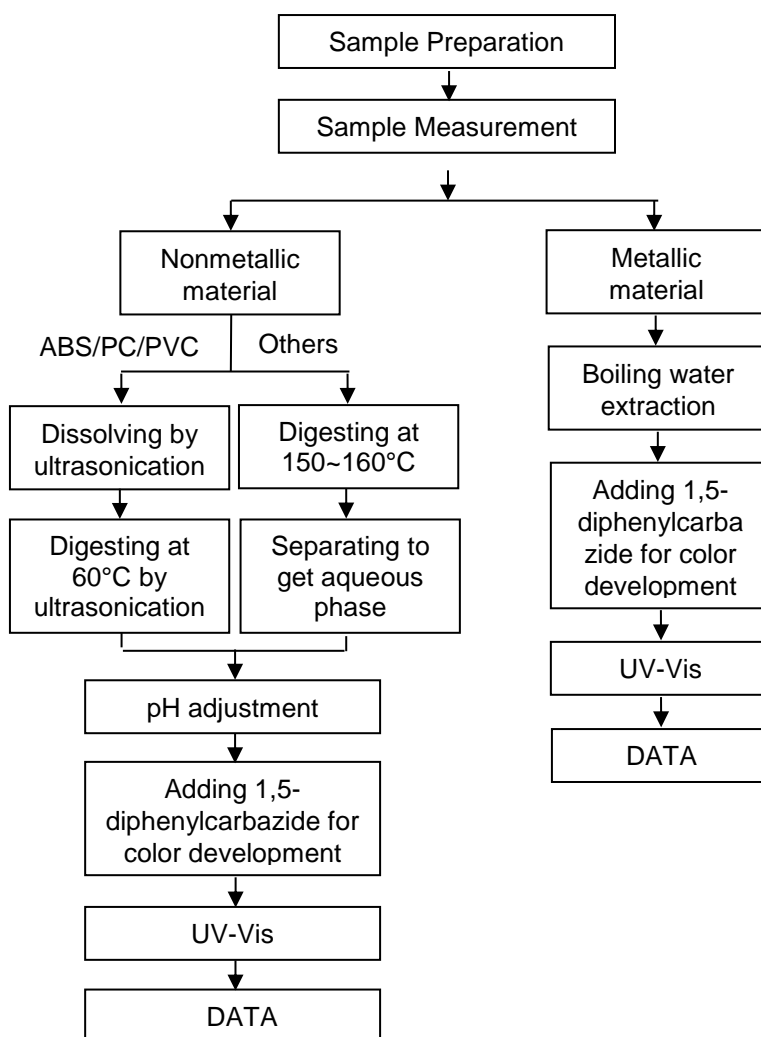 Sample Preparation
Sample Measurement
Nonmetallic
material
ABS/PC/PVC
Others
Dissolving by
ultrasonication
Digesting at
150~160°C
Digesting at
60°C by
ultrasonication
Separating to
get aqueous
phase
pH adjustment
Adding 1,5-
diphenylcarbazide for
color development
UV-Vis
DATA
Metallic
material
Boiling water
extraction
Adding 1,5-
diphenylcarba
zide for color
development
UV-Vis
DATA